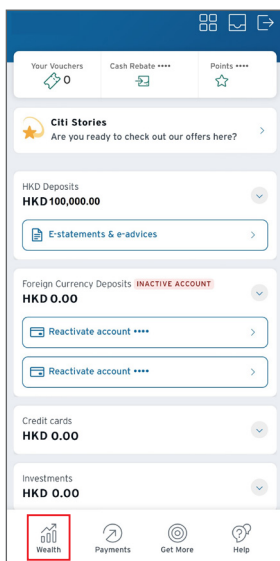 Your Vouchers
0
Cash Rebate ••••
Points ••••
Citi Stories
Are you ready to check out our offers here?
HKD Deposits
HKD 100,000.00
E-statements & e-advices
Foreign Currency Deposits INACTIVE ACCOUNT
HKD 0.00
Reactivate account ••••
Reactivate account ••••
Credit cards
HKD 0.00
Investments
HKD 0.00
Wealth
Payments
Get More
Help